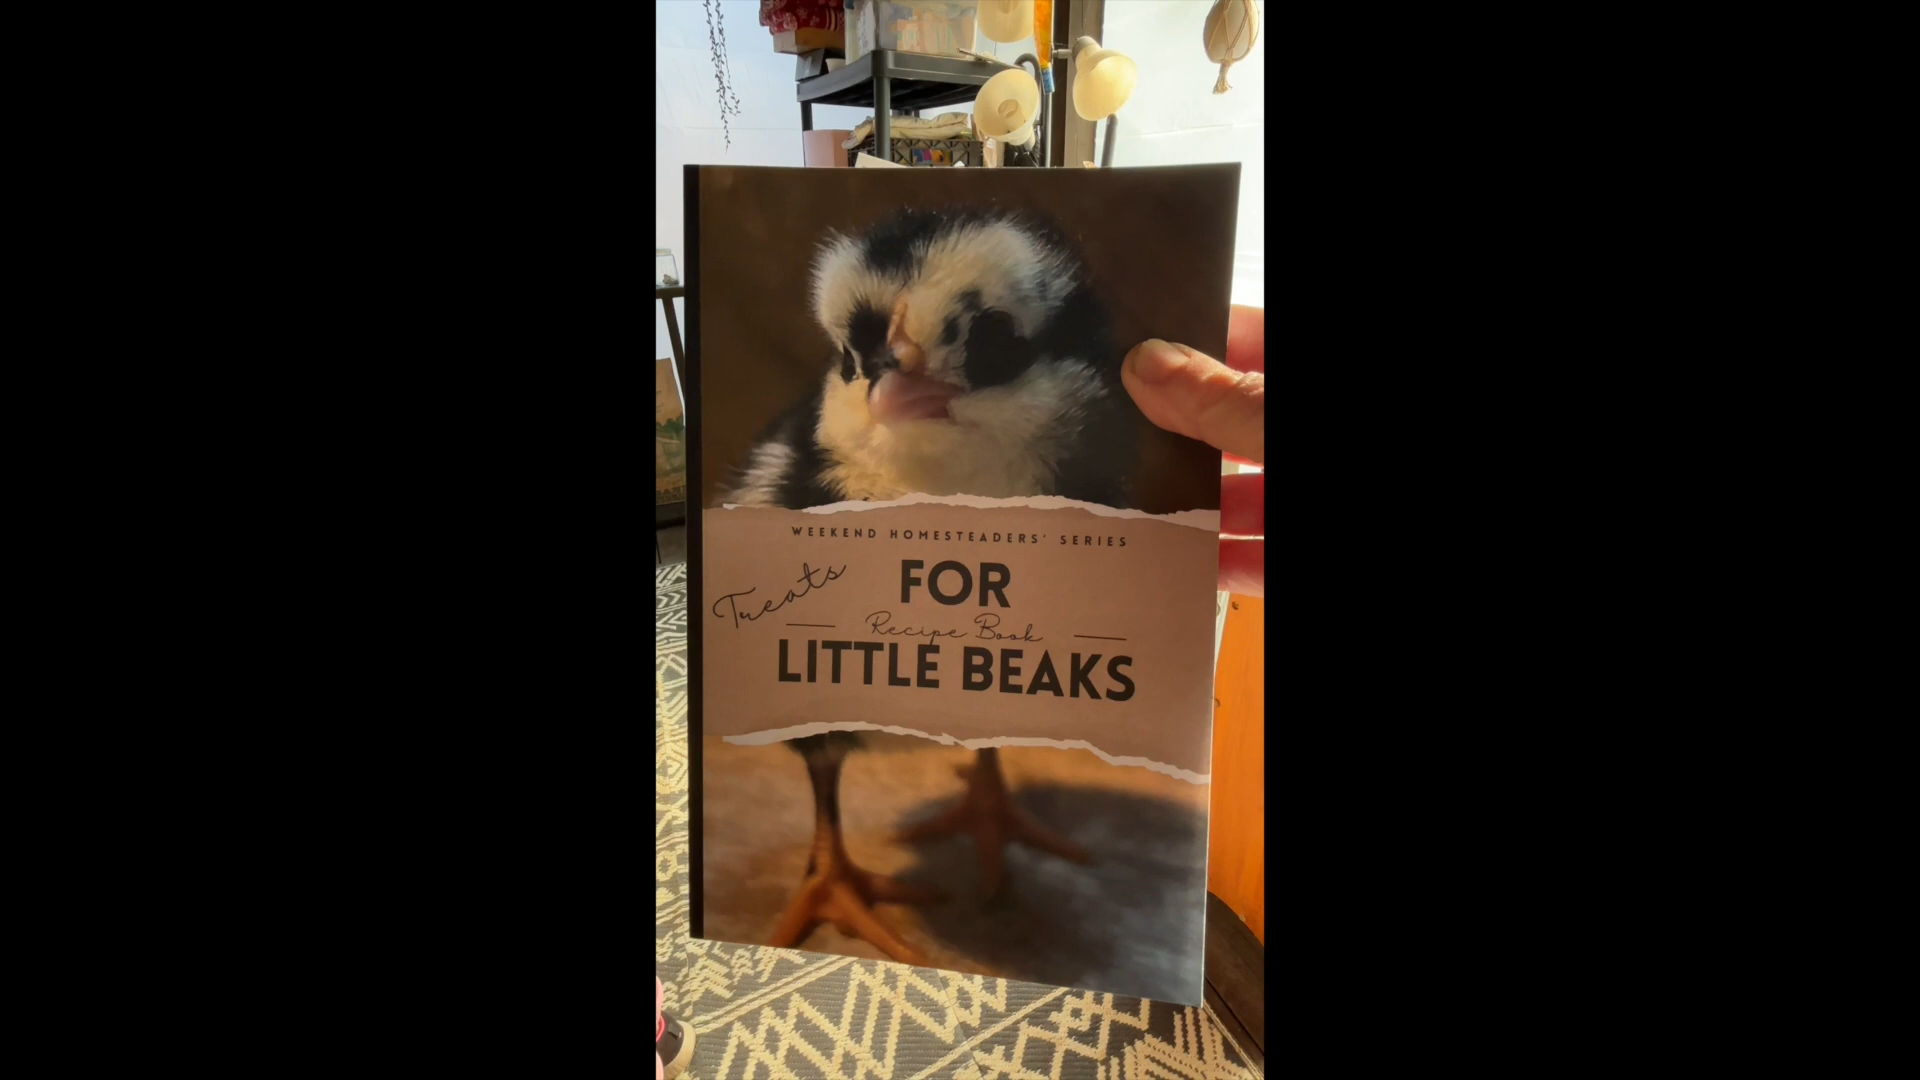 WEEKEND HOMESTEADERS' SERIES
Treats
FOR
Recipe Book
LITTLE BEAKS